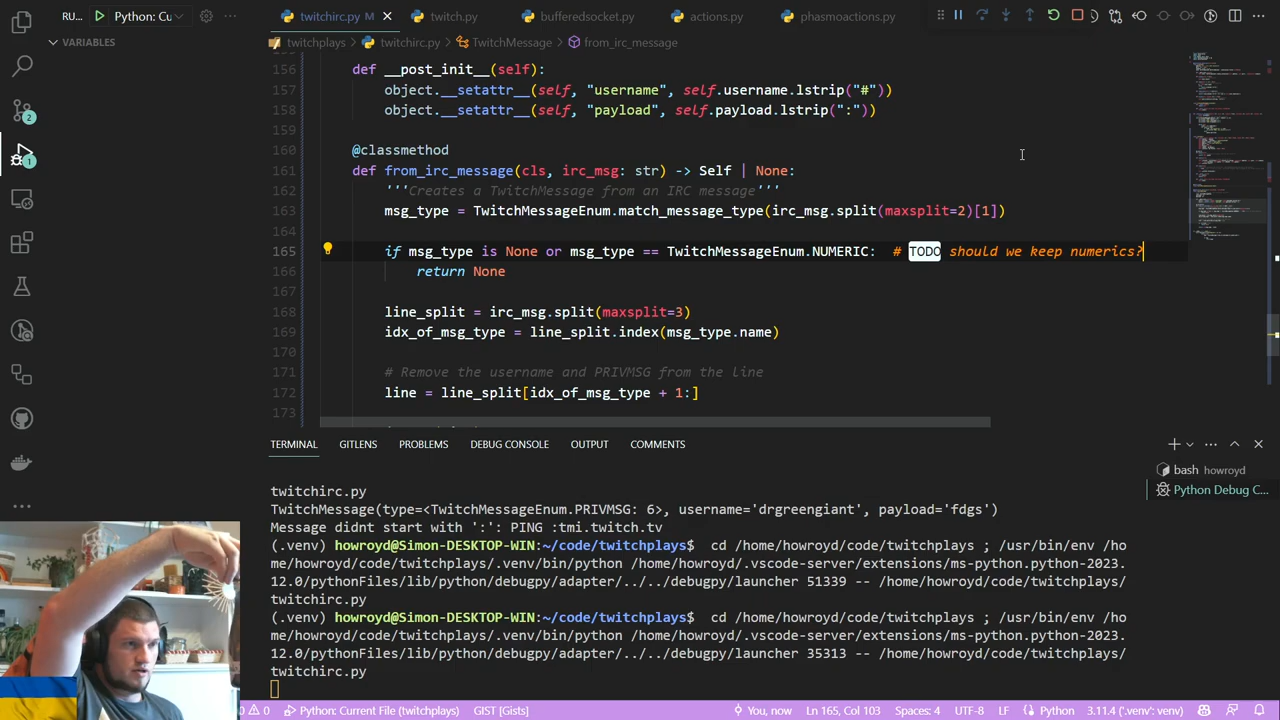 RU...
Python: Cu
twitchirc.py M
twitch.py
bufferedsocket.py
actions.py
phasmoactions.py
VARIABLES
twitchplays > twitchirc.py > TwitchMessage > from_irc_message
156 def __post_init__(self):
157 object.__setattr__(self, "username", self.username.lstrip("#"))
158 object.__setattr__(self, "payload", self.payload.lstrip(":"))
159
160 @classmethod
161 def from_irc_message(cls, irc_msg: str) -> Self | None:
162 '''Creates a TwitchMessage from an IRC message'''
163 msg_type = TwitchMessageEnum.match_message_type(irc_msg.split(maxsplit=2)[1])
164
165 if msg_type is None or msg_type == TwitchMessageEnum.NUMERIC: # TODO should we keep numerics?
166 return None
167
168 line_split = irc_msg.split(maxsplit=3)
169 idx_of_msg_type = line_split.index(msg_type.name)
170
171 # Remove the username and PRIVMSG from the line
172 line = line_split[idx_of_msg_type + 1:]
173
TERMINAL GITLENS PROBLEMS DEBUG CONSOLE OUTPUT COMMENTS
bash howroyd
Python Debug C...
twitchirc.py
TwitchMessage(type=<TwitchMessageEnum.PRIVMSG: 6>, username='drgreengiant', payload='fdgs')
Message didnt start with ':': PING :tmi.twitch.tv
(.venv) howroyd@Simon-DESKTOP-WIN:~/code/twitchplays$ cd /home/howroyd/code/twitchplays ; /usr/bin/env /ho
me/howroyd/code/twitchplays/.venv/bin/python /home/howroyd/.vscode-server/extensions/ms-python.python-2023.
12.0/pythonFiles/lib/python/debugpy/adapter/../../debugpy/launcher 51339 -- /home/howroyd/code/twitchplays/
twitchirc.py
(.venv) howroyd@Simon-DESKTOP-WIN:~/code/twitchplays$ cd /home/howroyd/code/twitchplays ; /usr/bin/env /ho
me/howroyd/code/twitchplays/.venv/bin/python /home/howroyd/.vscode-server/extensions/ms-python.python-2023.
12.0/pythonFiles/lib/python/debugpy/adapter/../../debugpy/launcher 35313 -- /home/howroyd/code/twitchplays/
twitchirc.py
0 Python: Current File (twitchplays) GIST [Gists] You, now Ln 165, Col 103 Spaces: 4 UTF-8 LF Python 3.11.4 ('.venv': venv)